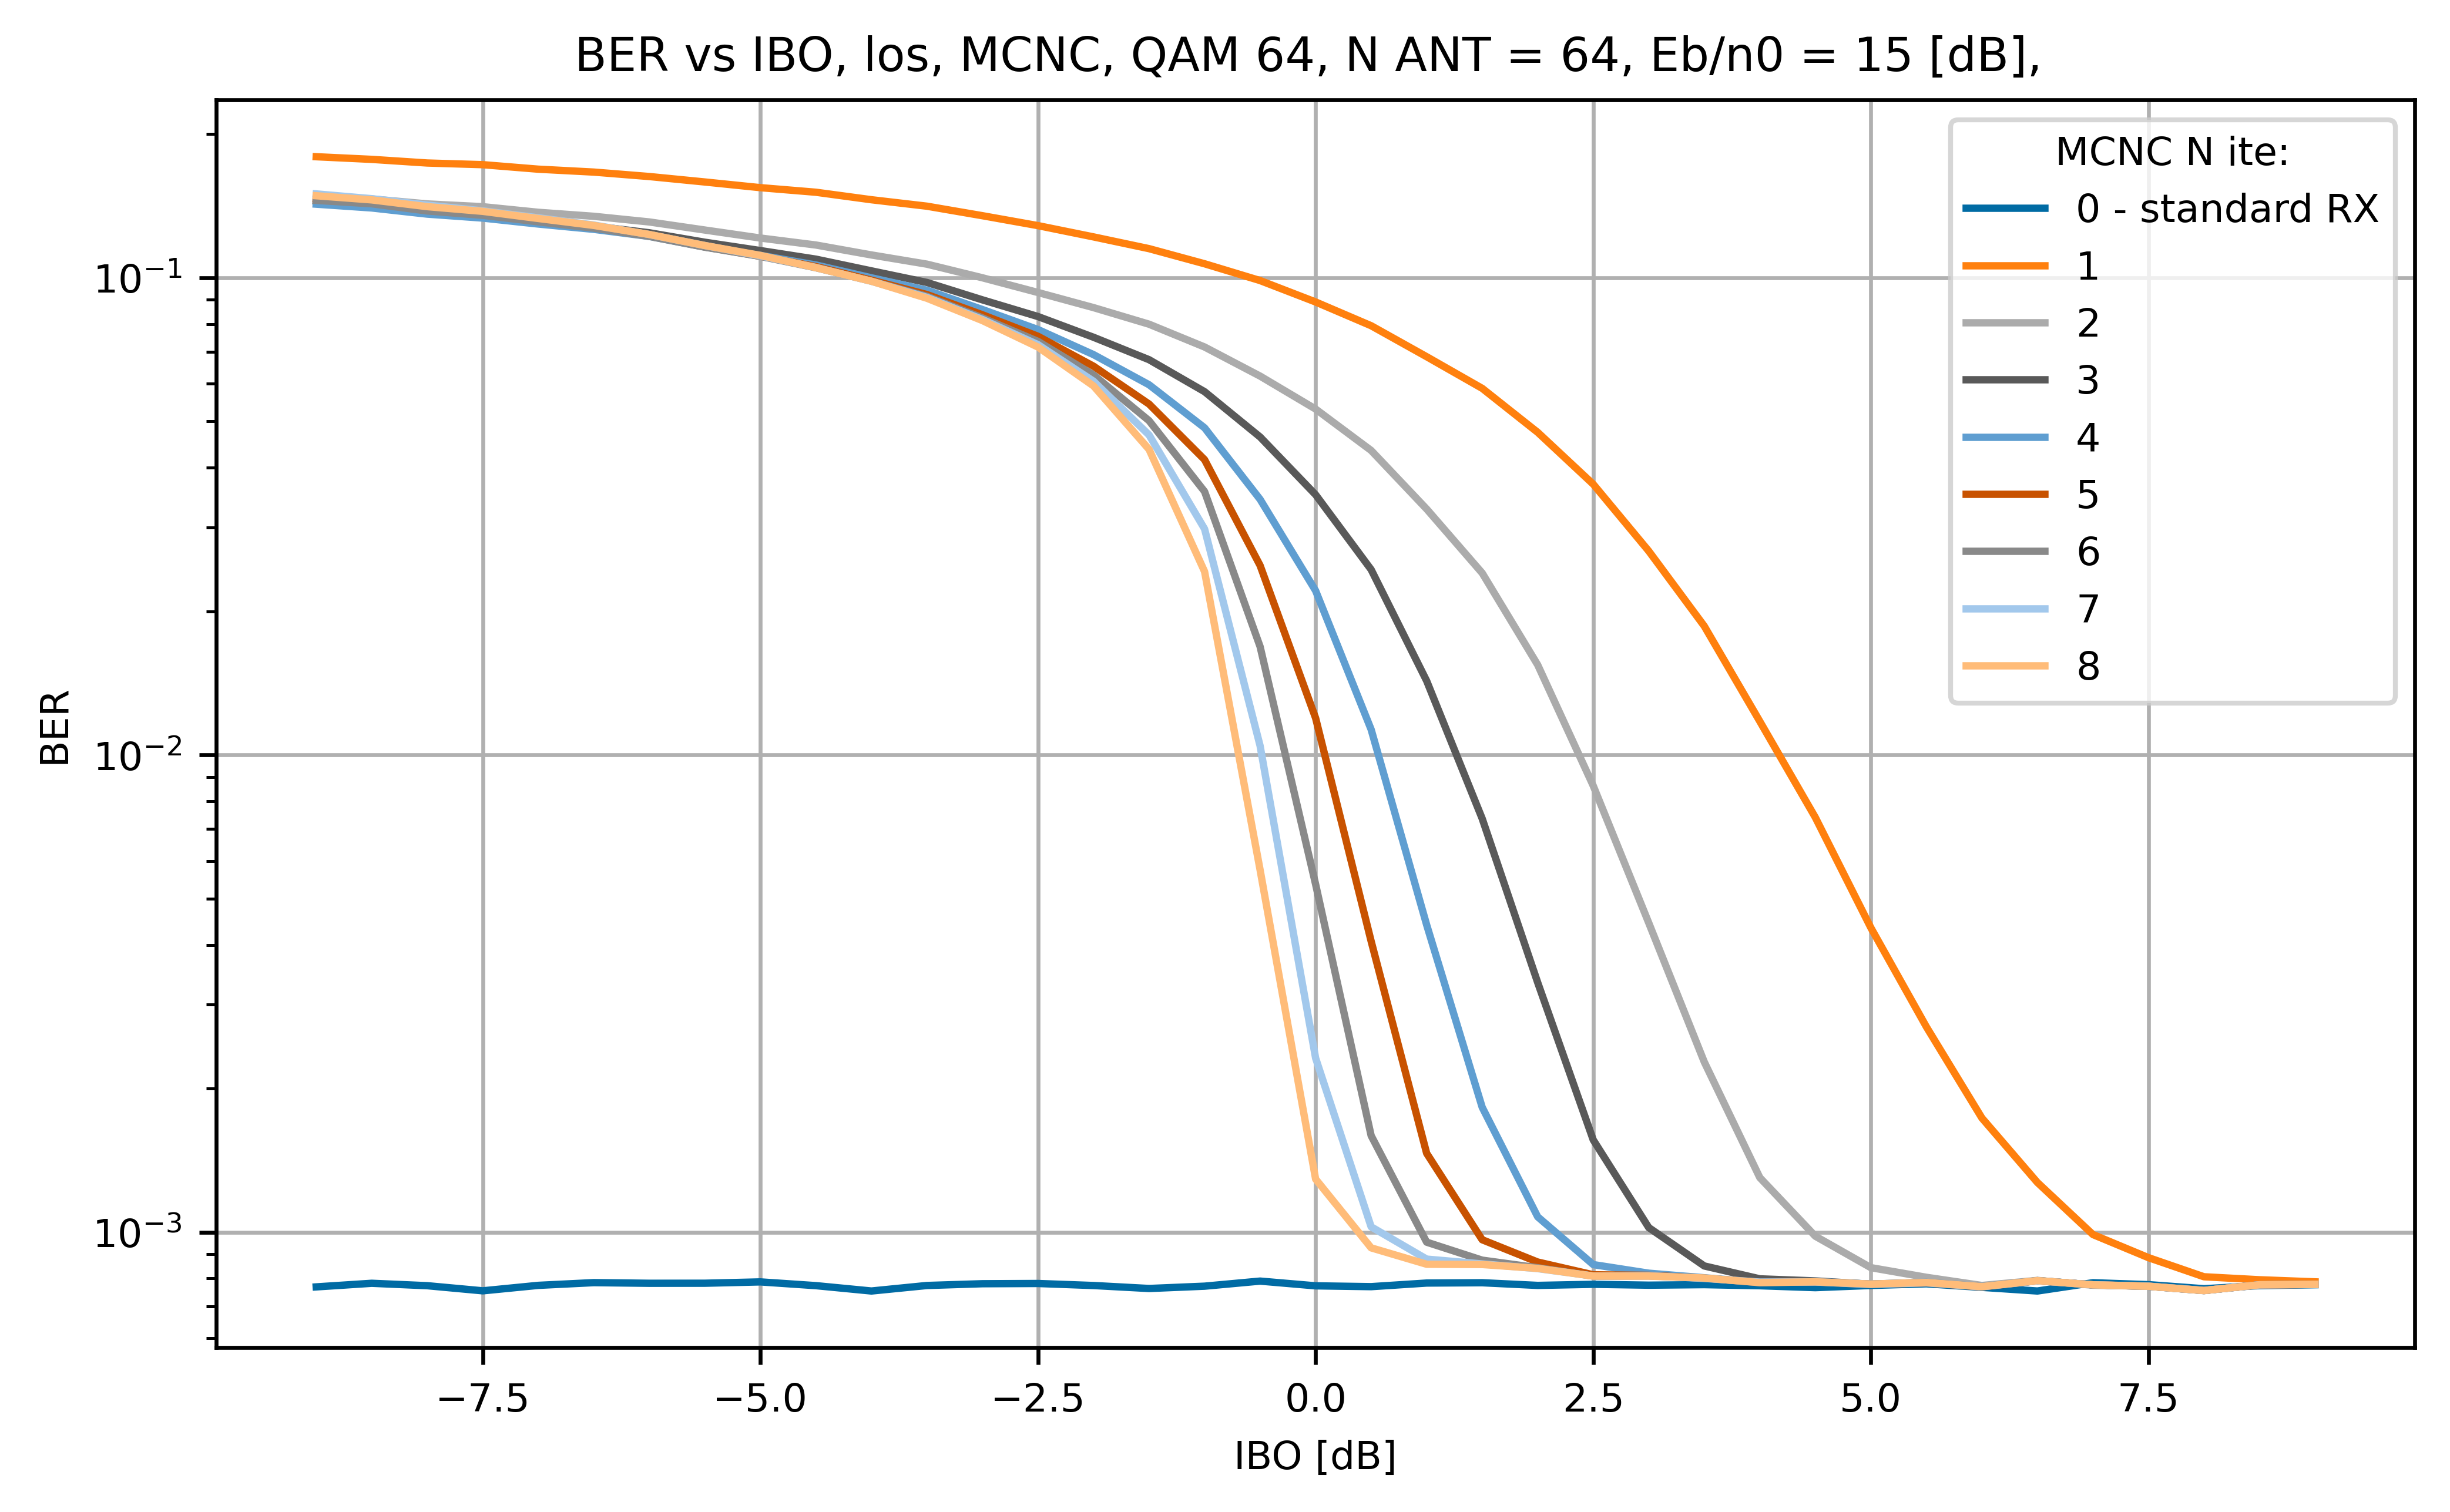 BER vs IBO, los, MCNC, QAM 64, N ANT = 64, Eb/n0 = 15 [dB],
MCNC N ite:
0 - standard RX
1
2
3
4
5
6
7
8
BER
10⁻¹
10⁻²
10⁻³
−7.5 −5.0 −2.5 0.0 2.5 5.0 7.5
IBO [dB]